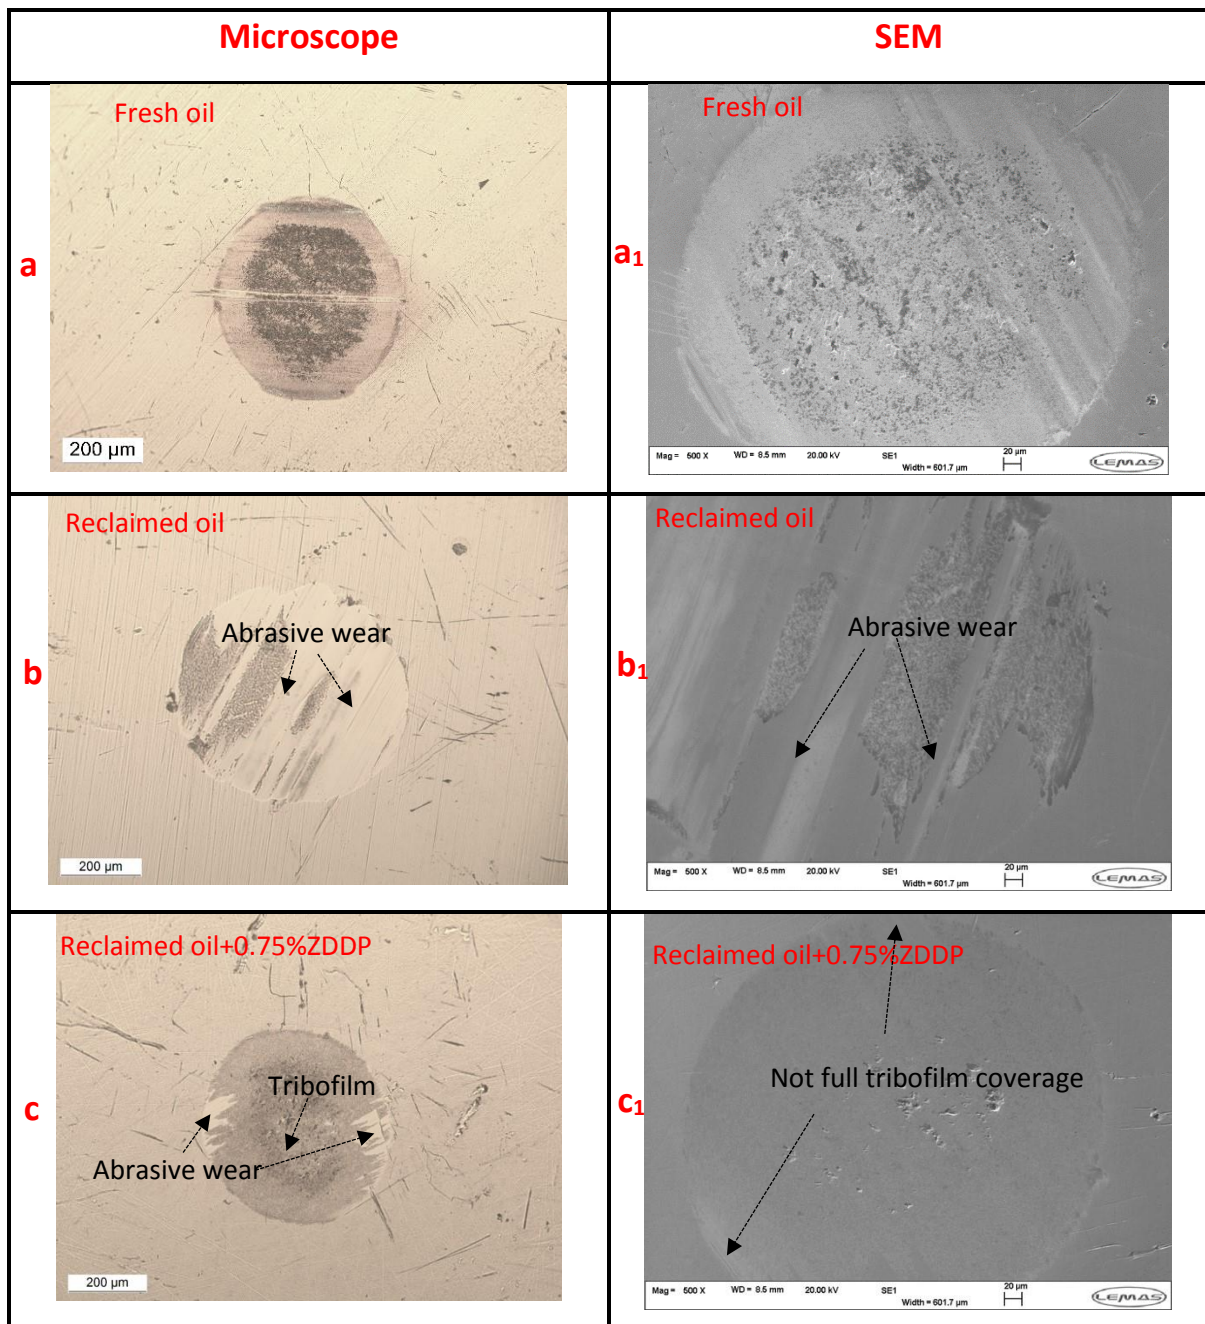 Microscope
SEM
a
Fresh oil
200 µm
a₁
Fresh oil
Mag = 500 X WD = 8.5 mm 20.00 kV SE1 20 µm
Width = 601.7 µm
LEMAS
b
Reclaimed oil
Abrasive wear
200 µm
b₁
Reclaimed oil
Abrasive wear
Mag = 500 X WD = 8.5 mm 20.00 kV SE1 20 µm
Width = 601.7 µm
LEMAS
c
Reclaimed oil+0.75%ZDDP
Tribofilm
Abrasive wear
200 µm
c₁
Reclaimed oil+0.75%ZDDP
Not full tribofilm coverage
Mag = 500 X WD = 8.5 mm 20.00 kV SE1 20 µm
Width = 601.7 µm
LEMAS